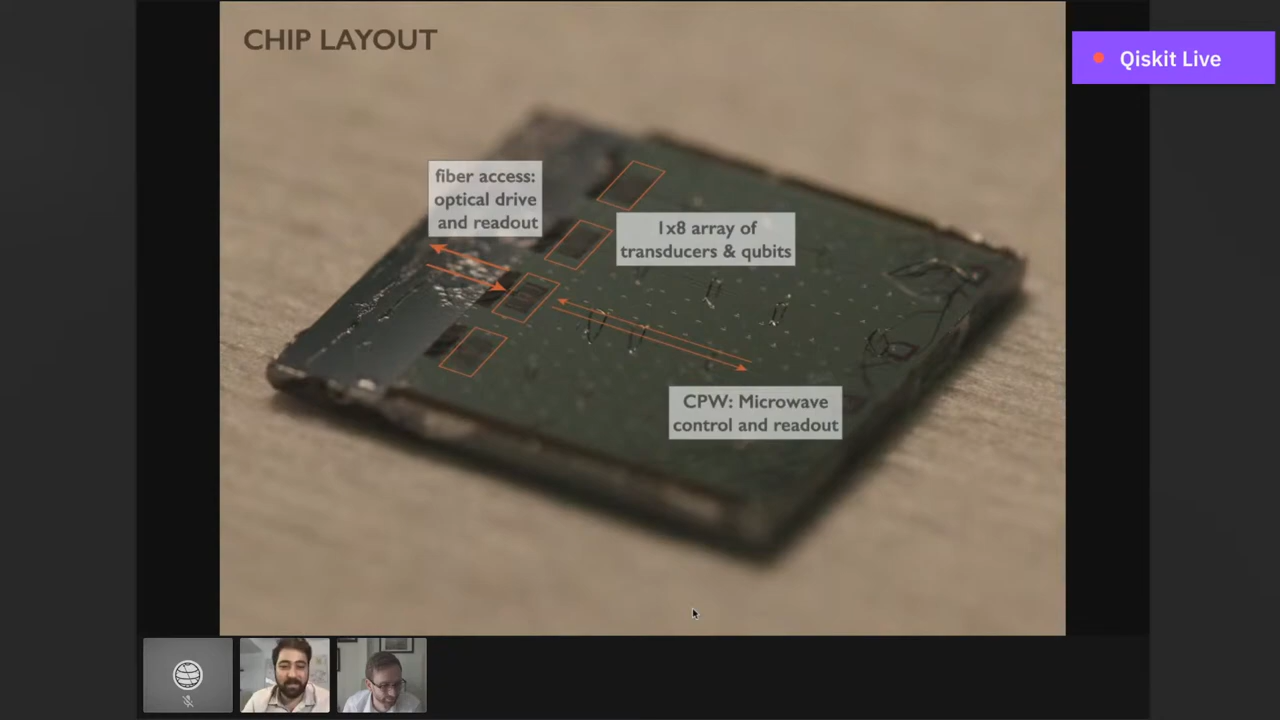 CHIP LAYOUT
Qiskit Live
fiber access:
optical drive
and readout
1x8 array of
transducers & qubits
CPW: Microwave
control and readout